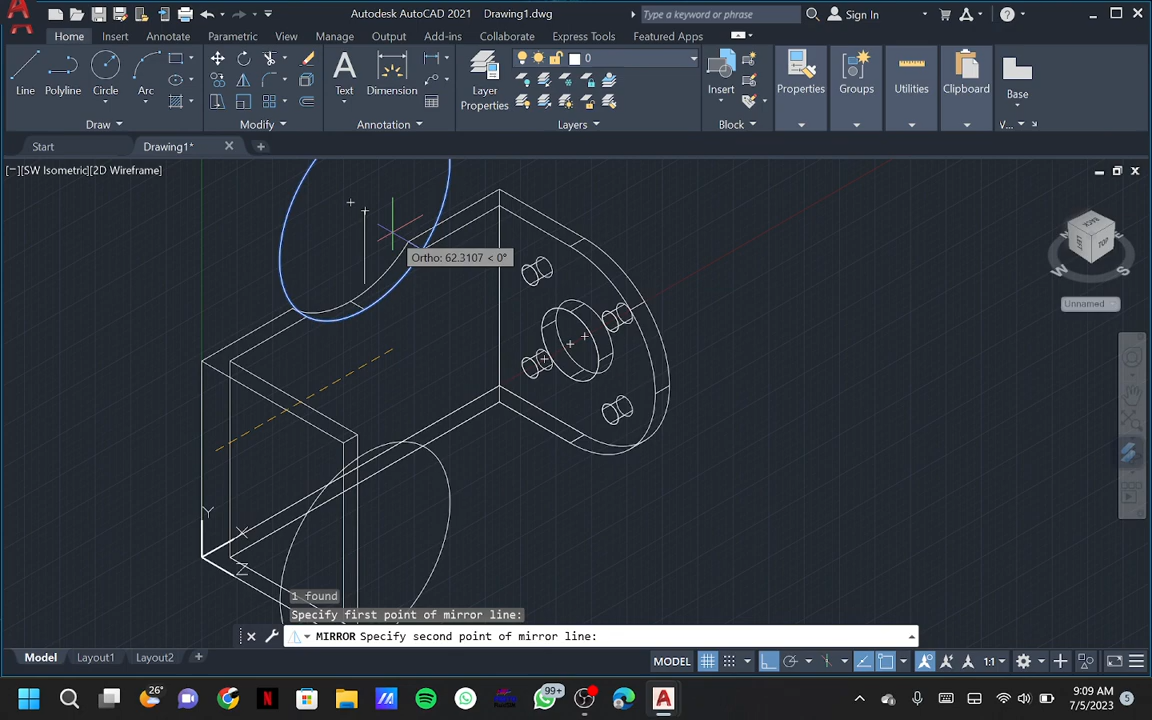 Autodesk AutoCAD 2021 Drawing1.dwg
Type a keyword or phrase
Sign In
Home Insert Annotate Parametric View Manage Output Add-ins Collaborate Express Tools Featured Apps
0
Line Polyline Circle Arc Text Dimension Layer Properties Insert Properties Groups Utilities Clipboard Base
Draw Modify Annotation Layers Block V...
Start Drawing1*
[−][SW Isometric][2D Wireframe]
BACK
TOP
W
S
Unnamed
Ortho: 62.3107 < 0°
Y
X
Z
1 found
Specify first point of mirror line:
MIRROR Specify second point of mirror line:
Model Layout1 Layout2
MODEL 1:1
26° 99+
9:09 AM
7/5/2023
5